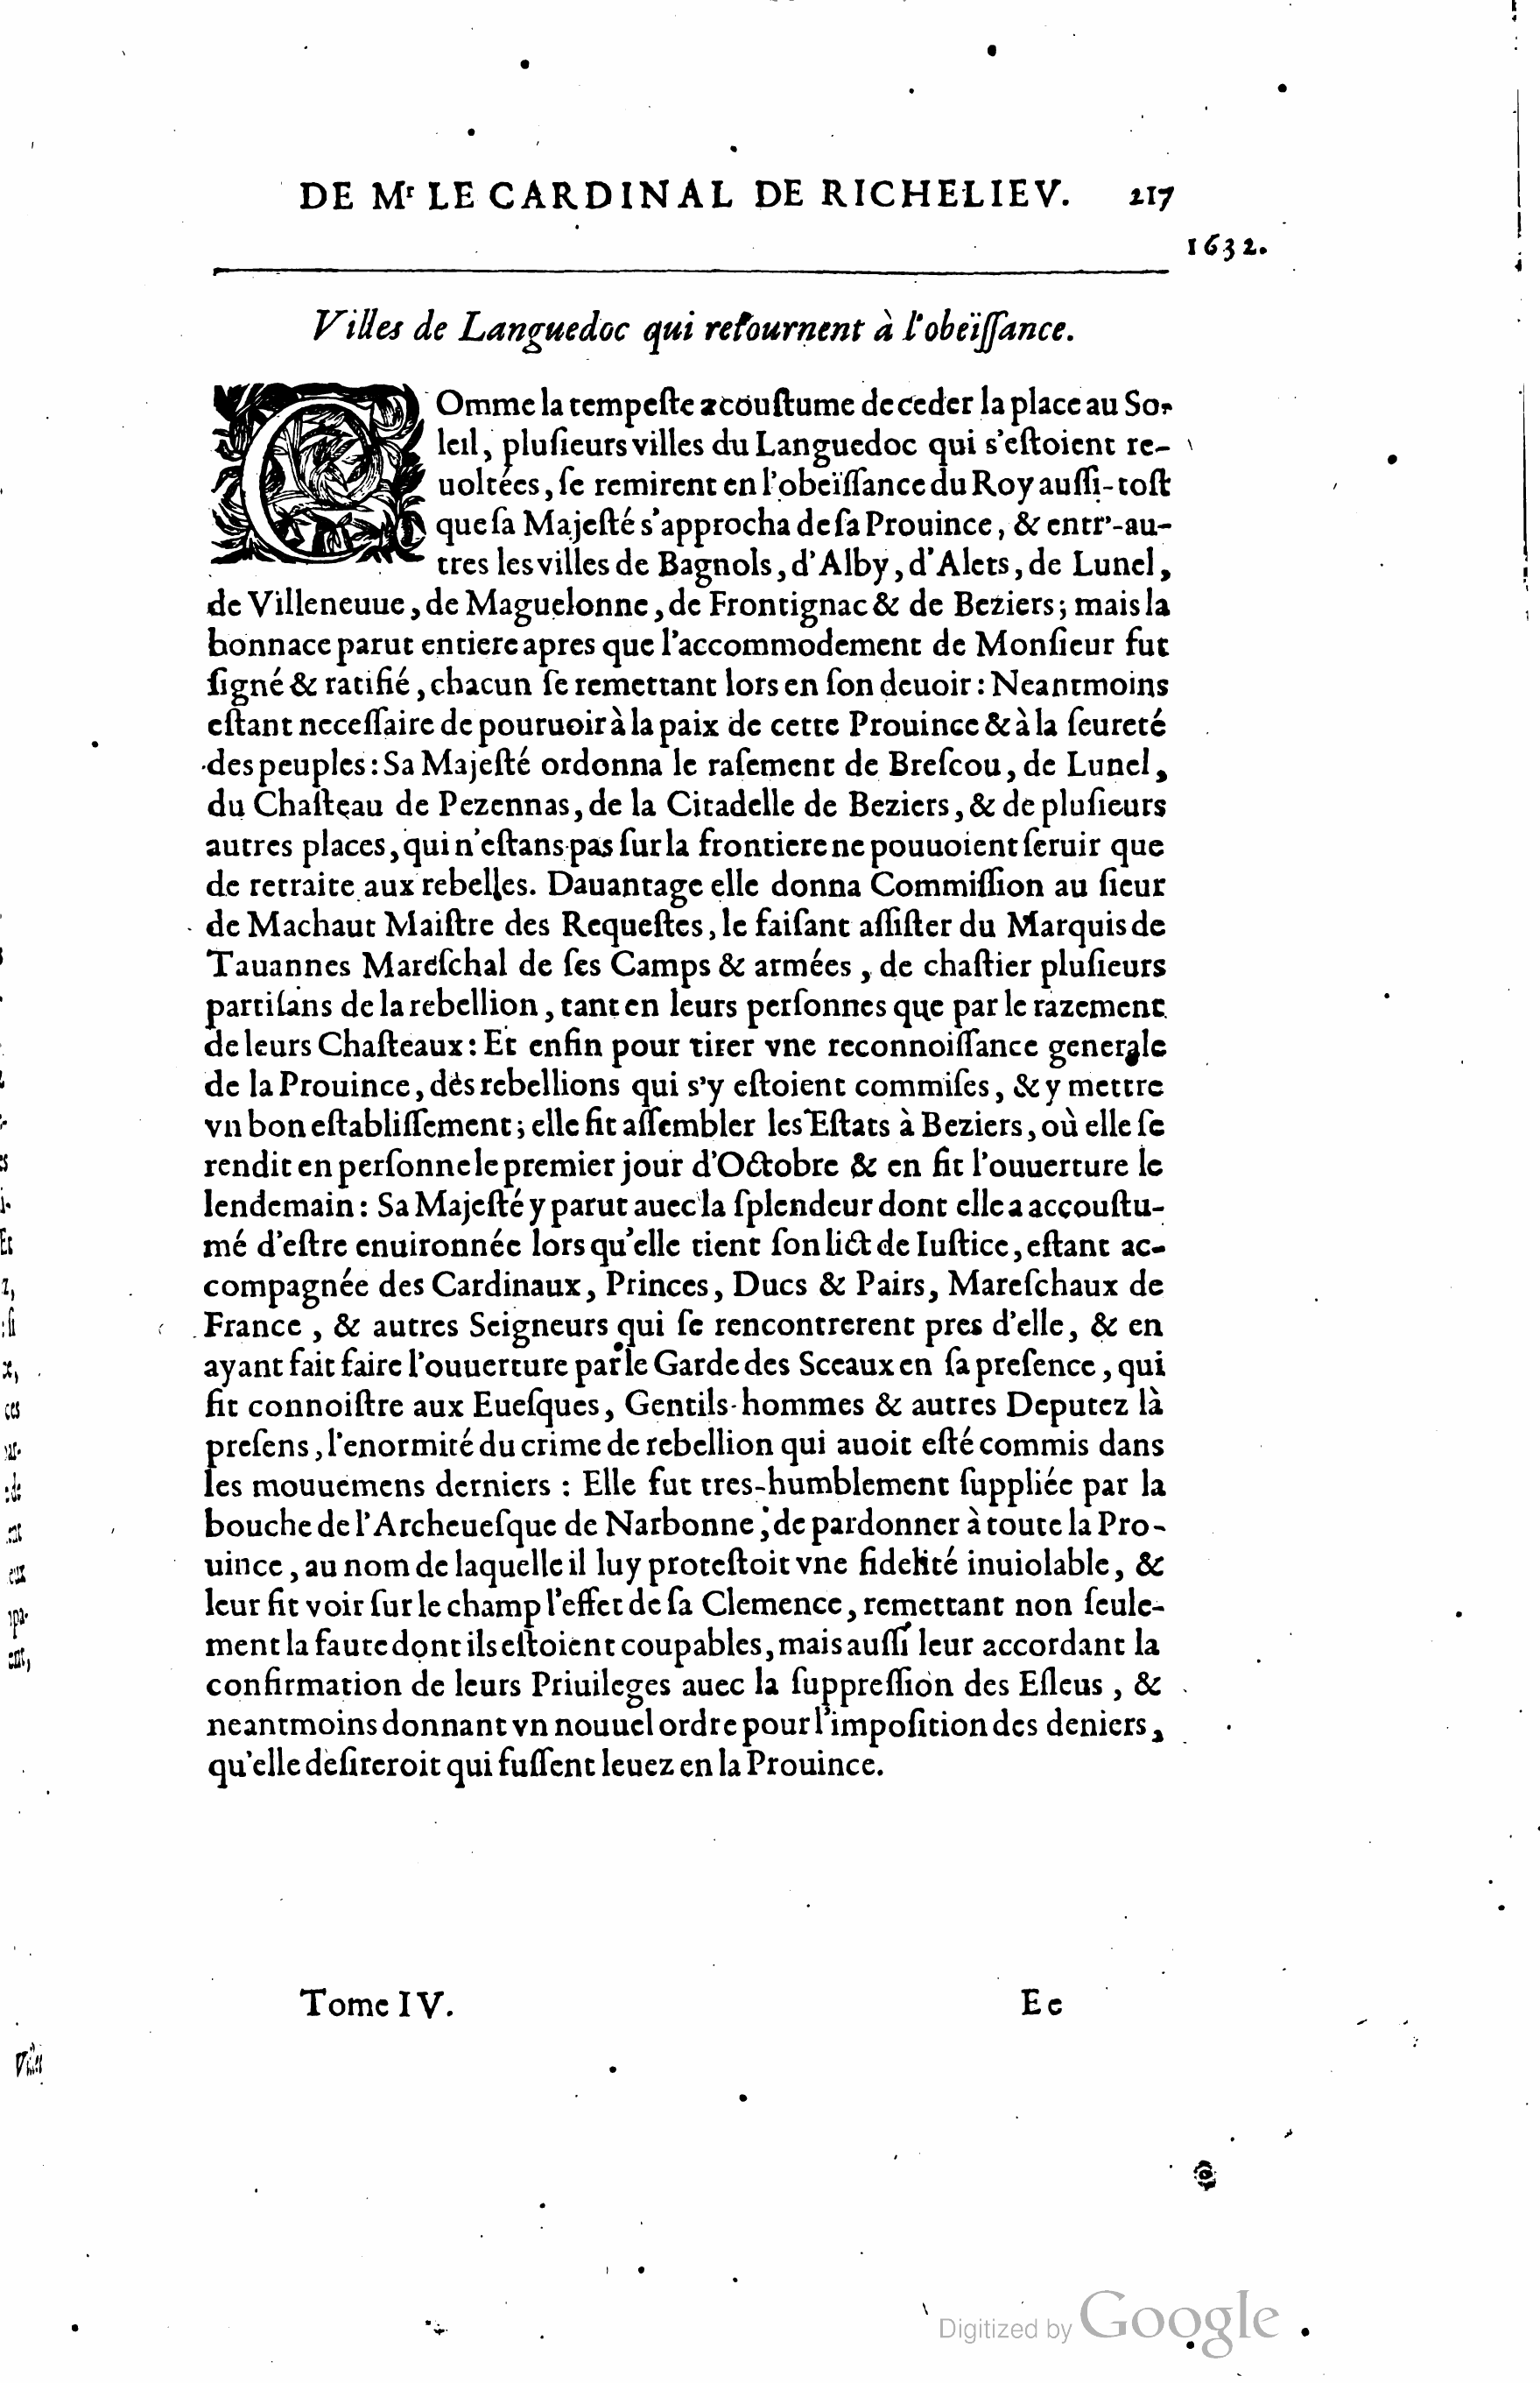 DE Mr LE CARDINAL DE RICHELIEV. 217
1632.
Villes de Languedoc qui retournent à l'obeïſſance.
COmme la tempeſte a couſtume de ceder la place au So-
leil, pluſieurs villes du Languedoc qui s'eſtoient re-
uoltées, ſe remirent en l'obeïſſance du Roy auſſi-toſt
que ſa Majeſté s'approcha de ſa Prouince, & entr'-au-
tres les villes de Bagnols, d'Alby, d'Alets, de Lunel,
de Villeneuue, de Maguelonne, de Frontignac & de Beziers; mais la
bonnace parut entiere apres que l'accommodement de Monſieur fut
ſigné & ratifié, chacun ſe remettant lors en ſon deuoir: Neantmoins
eſtant neceſſaire de pouruoir à la paix de cette Prouince & à la ſeureté
des peuples: Sa Majeſté ordonna le raſement de Breſcou, de Lunel,
du Chaſteau de Pezennas, de la Citadelle de Beziers, & de pluſieurs
autres places, qui n'eſtans pas ſur la frontiere ne pouuoient ſeruir que
de retraite aux rebelles. Dauantage elle donna Commiſſion au ſieur
de Machaut Maiſtre des Requeſtes, le faiſant aſſiſter du Marquis de
Tauannes Mareſchal de ſes Camps & armées, de chaſtier pluſieurs
partiſans de la rebellion, tant en leurs perſonnes que par le razement
de leurs Chaſteaux: Et enfin pour tirer vne reconnoiſſance generale
de la Prouince, des rebellions qui s'y eſtoient commiſes, & y mettre
vn bon eſtabliſſement; elle fit aſſembler les Eſtats à Beziers, où elle ſe
rendit en perſonne le premier jour d'Octobre & en fit l'ouuerture le
lendemain: Sa Majeſté y parut auec la ſplendeur dont elle a accouſtu-
mé d'eſtre enuironnée lors qu'elle tient ſon lict de Iuſtice, eſtant ac-
compagnée des Cardinaux, Princes, Ducs & Pairs, Mareſchaux de
France, & autres Seigneurs qui ſe rencontrerent pres d'elle, & en
ayant fait faire l'ouuerture par le Garde des Sceaux en ſa preſence, qui
fit connoiſtre aux Eueſques, Gentils-hommes & autres Deputez là
preſens, l'enormité du crime de rebellion qui auoit eſté commis dans
les mouuemens derniers : Elle fut tres-humblement ſuppliée par la
bouche de l'Archeueſque de Narbonne, de pardonner à toute la Pro-
uince, au nom de laquelle il luy proteſtoit vne fidelité inuiolable, &
leur fit voir ſur le champ l'effet de ſa Clemence, remettant non ſeule-
ment la faute dont ils eſtoient coupables, mais auſſi leur accordant la
confirmation de leurs Priuileges auec la ſuppreſſion des Eſleus, &
neantmoins donnant vn nouuel ordre pour l'impoſition des deniers,
qu'elle deſireroit qui fuſſent leuez en la Prouince.
Tome IV. Ee
Digitized by Google